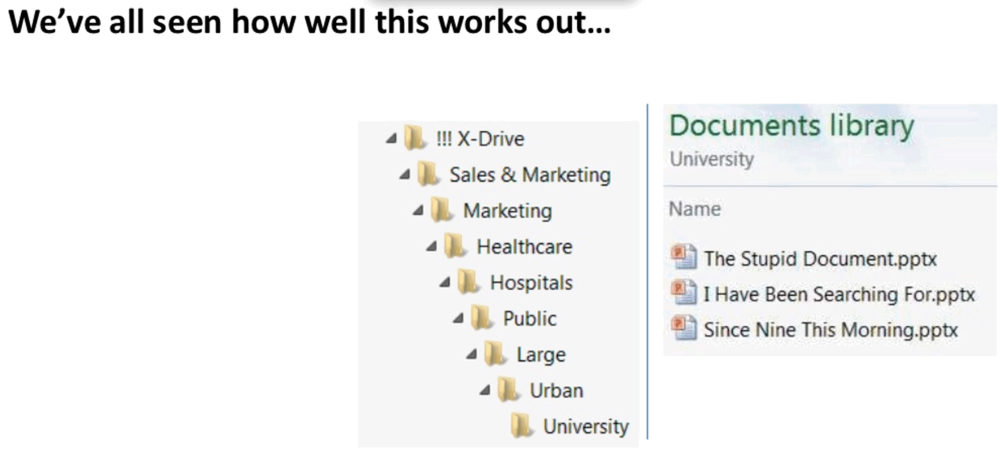 We’ve all seen how well this works out...
!!! X-Drive
Sales & Marketing
Marketing
Healthcare
Hospitals
Public
Large
Urban
University
Documents library
University
Name
The Stupid Document.pptx
I Have Been Searching For.pptx
Since Nine This Morning.pptx